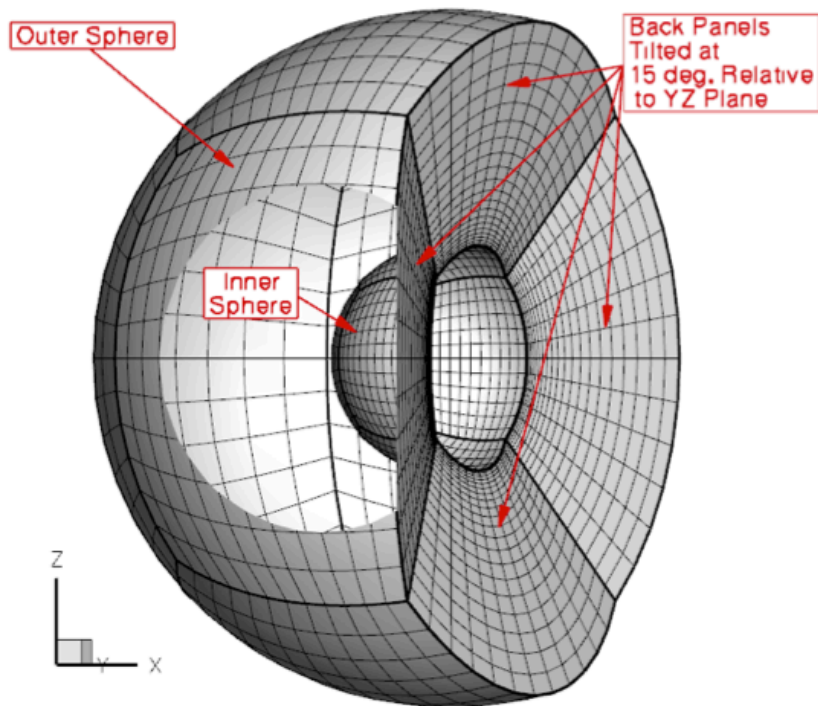 Outer Sphere
Back Panels
Tilted at
15 deg. Relative
to YZ Plane
Inner
Sphere
Z
Y
X